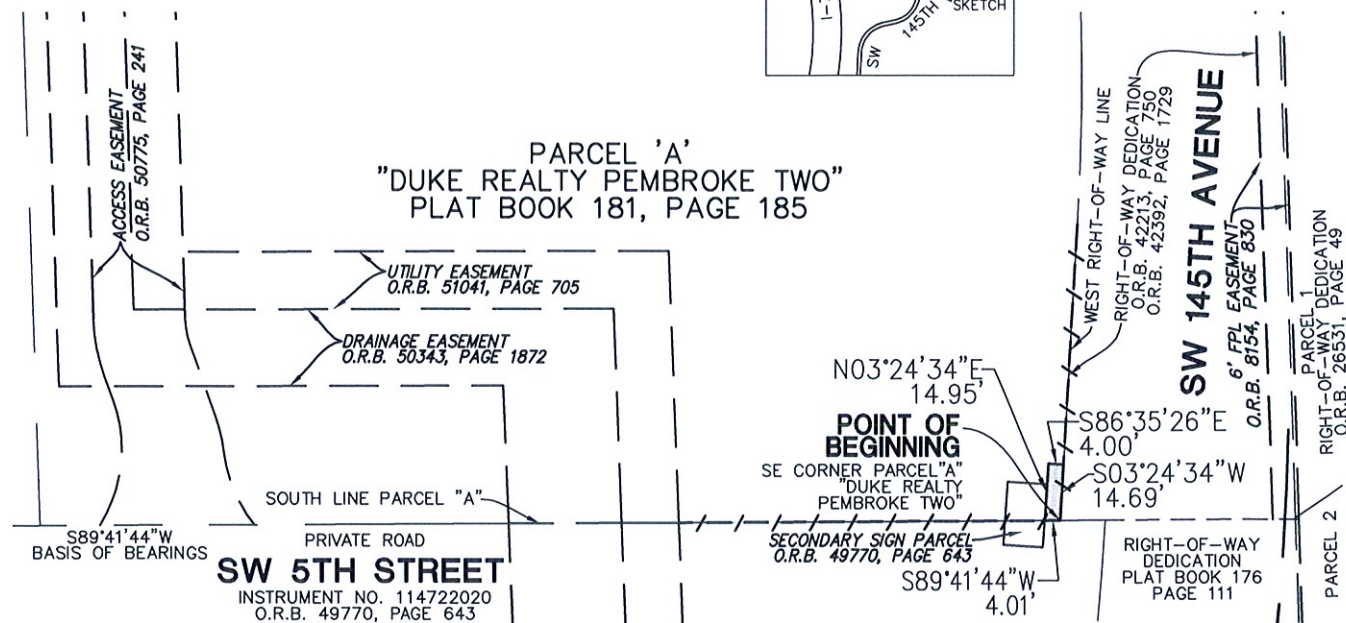 SKETCH
I-
145TH
SW
ACCESS EASEMENT
O.R.B. 50775, PAGE 241
PARCEL 'A'
"DUKE REALTY PEMBROKE TWO"
PLAT BOOK 181, PAGE 185
UTILITY EASEMENT
O.R.B. 51041, PAGE 705
DRAINAGE EASEMENT
O.R.B. 50343, PAGE 1872
WEST RIGHT-OF-WAY LINE
RIGHT-OF-WAY DEDICATION
O.R.B. 42213, PAGE 750
O.R.B. 42392, PAGE 1729
SW 145TH AVENUE
6' FPL EASEMENT
O.R.B. 8154, PAGE 830
PARCEL 1
RIGHT-OF-WAY DEDICATION
O.R.B. 26531, PAGE 49
N03°24'34"E
14.95'
POINT OF
BEGINNING
SE CORNER PARCEL"A"
"DUKE REALTY
PEMBROKE TWO"
S86°35'26"E
4.00'
S03°24'34"W
14.69'
SOUTH LINE PARCEL "A"
S89°41'44"W
BASIS OF BEARINGS
PRIVATE ROAD
SW 5TH STREET
INSTRUMENT NO. 114722020
O.R.B. 49770, PAGE 643
SECONDARY SIGN PARCEL
O.R.B. 49770, PAGE 643
S89°41'44"W
4.01'
RIGHT-OF-WAY
DEDICATION
PLAT BOOK 176
PAGE 111
PARCEL 2